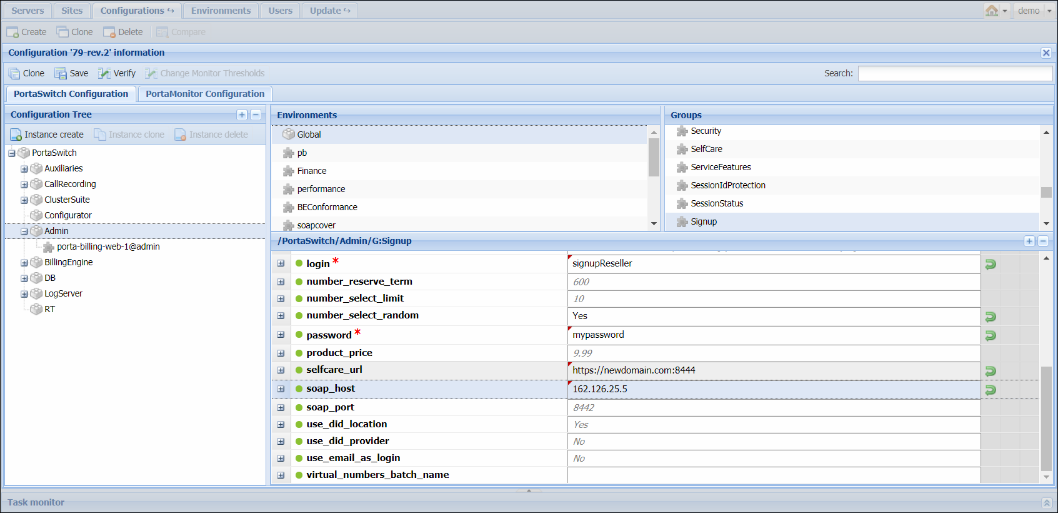 Servers Sites Configurations Environments Users Update demo
Create Clone Delete Compare
Configuration '79-rev.2' information
Clone Save Verify Change Monitor Thresholds Search:
PortaSwitch Configuration PortaMonitor Configuration
Configuration Tree
Instance create Instance clone Instance delete
PortaSwitch
Auxiliaries
CallRecording
ClusterSuite
Configurator
Admin
porta-billing-web-1@admin
BillingEngine
DB
LogServer
RT
Environments
Global
pb
Finance
performance
BEConformance
soapcover
Groups
Security
SelfCare
ServiceFeatures
SessionIdProtection
SessionStatus
Signup
/PortaSwitch/Admin/G:Signup
login * signupReseller
number_reserve_term 600
number_select_limit 10
number_select_random Yes
password * mypassword
product_price 9.99
selfcare_url https://newdomain.com:8444
soap_host 162.126.25.5
soap_port 8442
use_did_location Yes
use_did_provider No
use_email_as_login No
virtual_numbers_batch_name
Task monitor